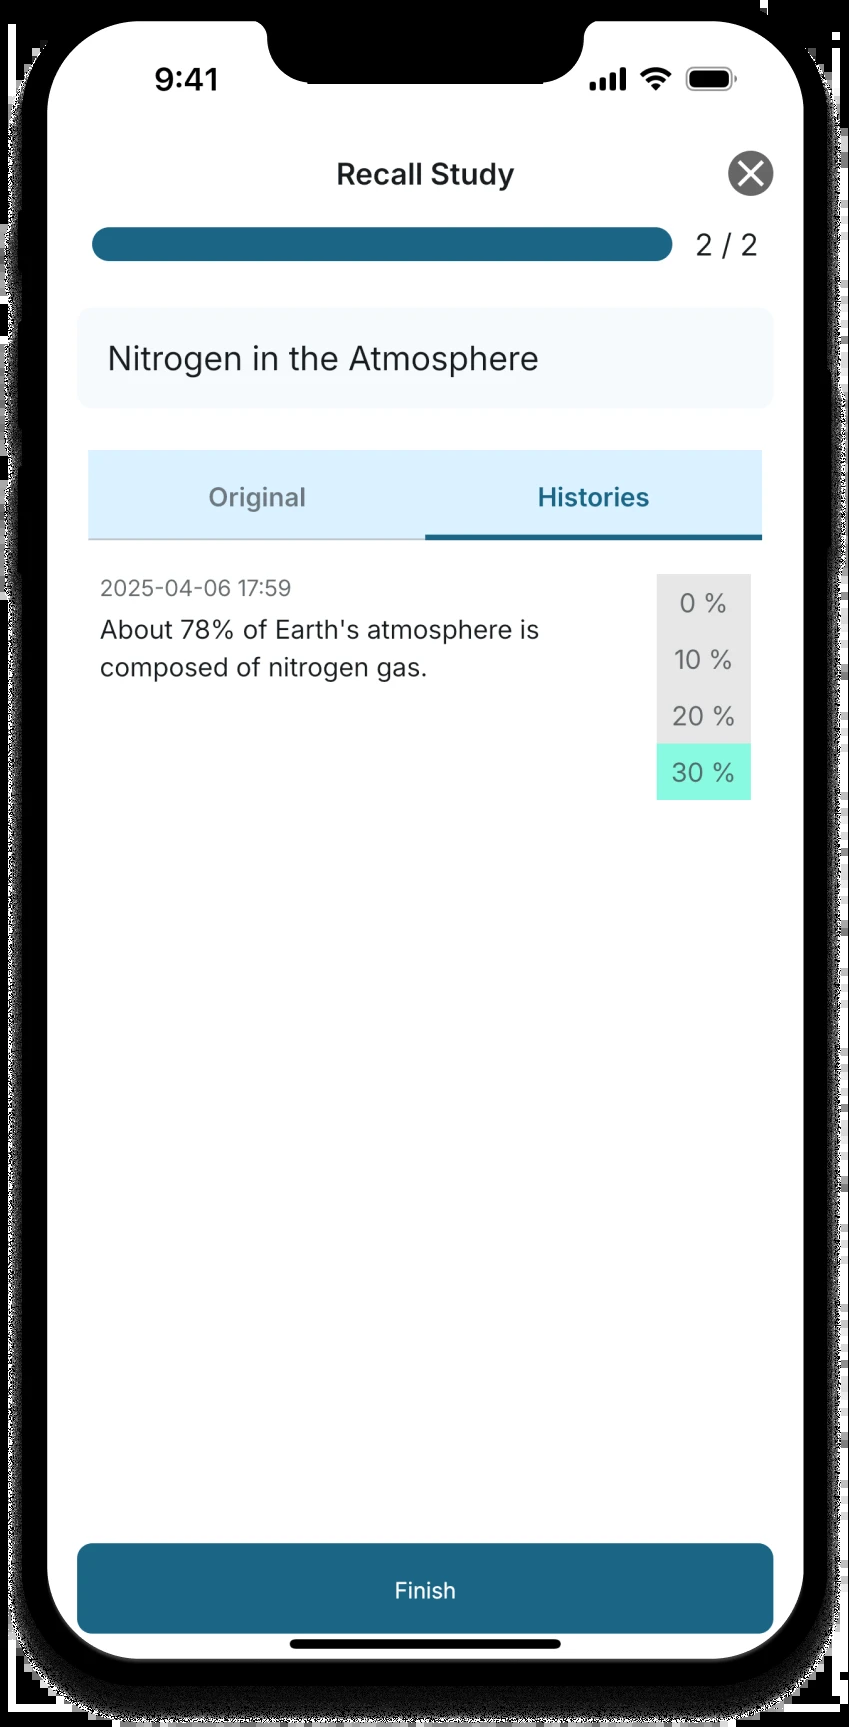 9:41
Recall Study
2 / 2
Nitrogen in the Atmosphere
Original
Histories
2025-04-06 17:59
About 78% of Earth's atmosphere is
composed of nitrogen gas.
0 %
10 %
20 %
30 %
Finish